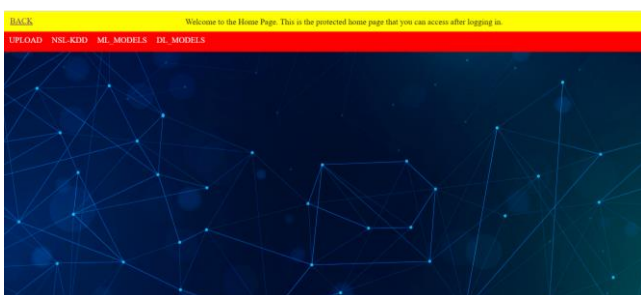 BACK Welcome to the Home Page. This is the protected home page that you can access after logging in.
UPLOAD NSL-KDD ML_MODELS DL_MODELS